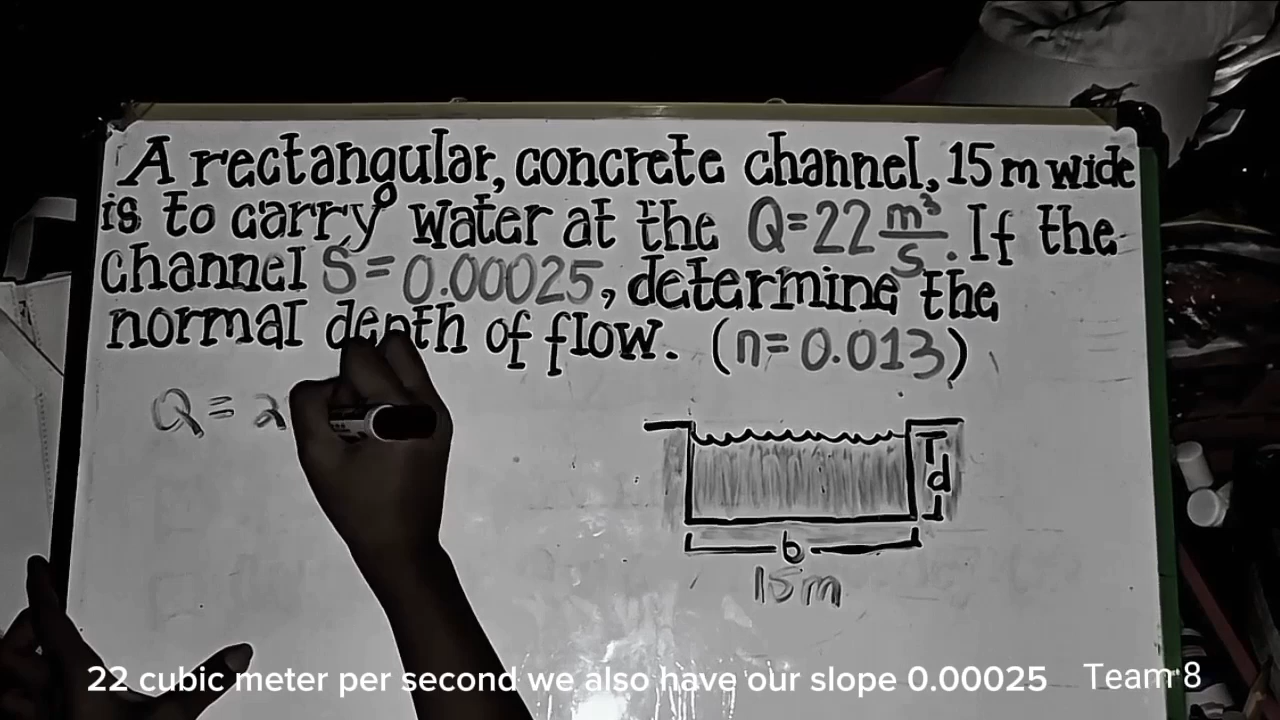 A rectangular, concrete channel, 15 m wide
is to carry water at the Q=22 m³/s. If the
channel S=0.00025, determine the
normal depth of flow. (n=0.013)
Q = 2
d
b
15m
22 cubic meter per second we also have our slope 0.00025
Team 8